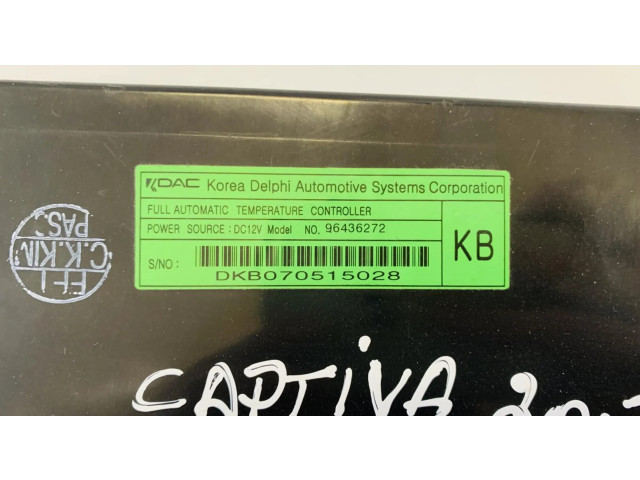 KDAC Korea Delphi Automotive Systems Corporation
FULL AUTOMATIC TEMPERATURE CONTROLLER
POWER SOURCE : DC12V Model NO. 96436272
KB
S/NO :
DKB070515028
PAS
C.K.KIM
CAPTIVA